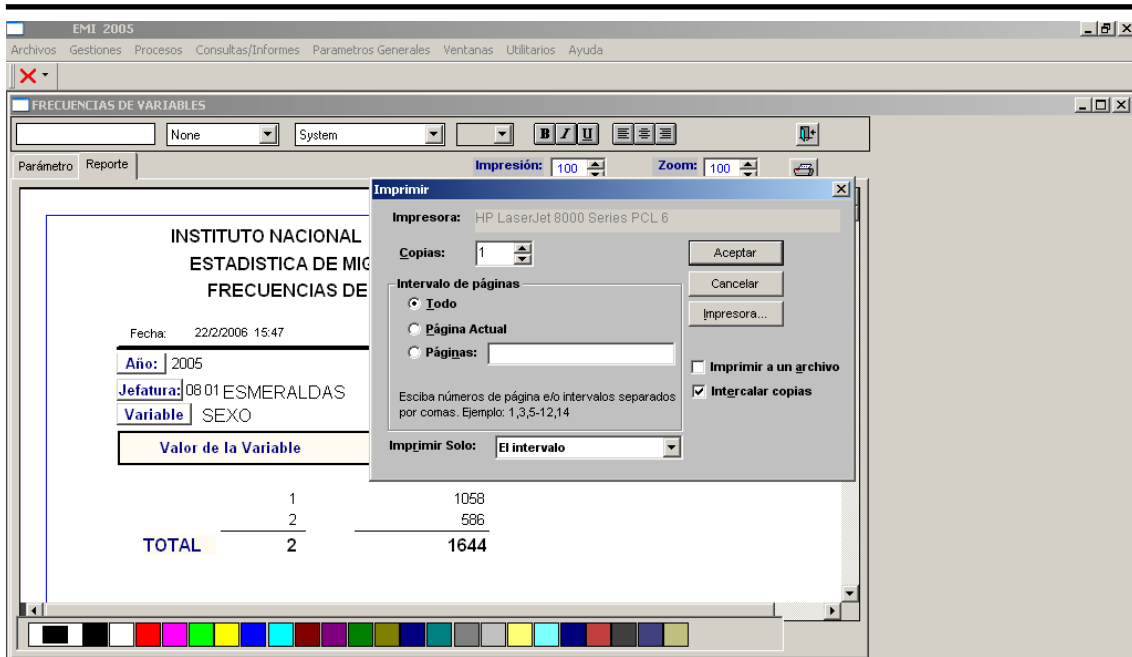 EMI 2005
Archivos Gestiones Procesos Consultas/Informes Parametros Generales Ventanas Utilitarios Ayuda
FRECUENCIAS DE VARIABLES
None System B I U
Parámetro Reporte Impresión: 100 Zoom: 100
Imprimir
Impresora: HP LaserJet 8000 Series PCL 6
Copias: 1 Aceptar
Intervalo de páginas Cancelar
Todo Impresora...
Página Actual
Páginas:
Imprimir a un archivo
Esciba números de página e/o intervalos separados
por comas. Ejemplo: 1,3,5-12,14
Intercalar copias
Imprimir Solo: El intervalo
INSTITUTO NACIONAL
ESTADISTICA DE MIG
FRECUENCIAS DE
Fecha: 22/2/2006 15:47
Año: 2005
Jefatura: 08 01 ESMERALDAS
Variable SEXO
Valor de la Variable
1 1058
2 586
TOTAL 2 1644